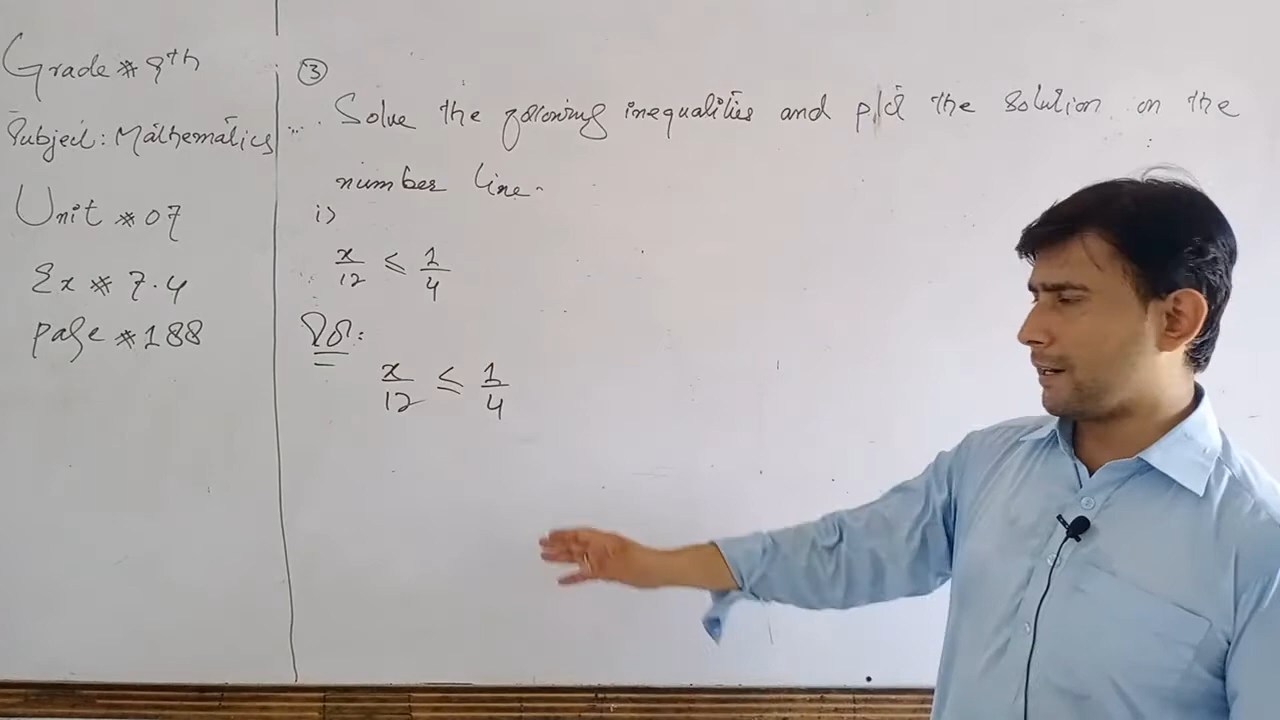 Grade # 9th
Subject: Mathematics
Unit # 07
Ex # 7.4
page # 188
③
Solve the following inequalities and plot the solution on the
number line.
i)
x/12 ≤ 1/4
Sol:
x/12 ≤ 1/4